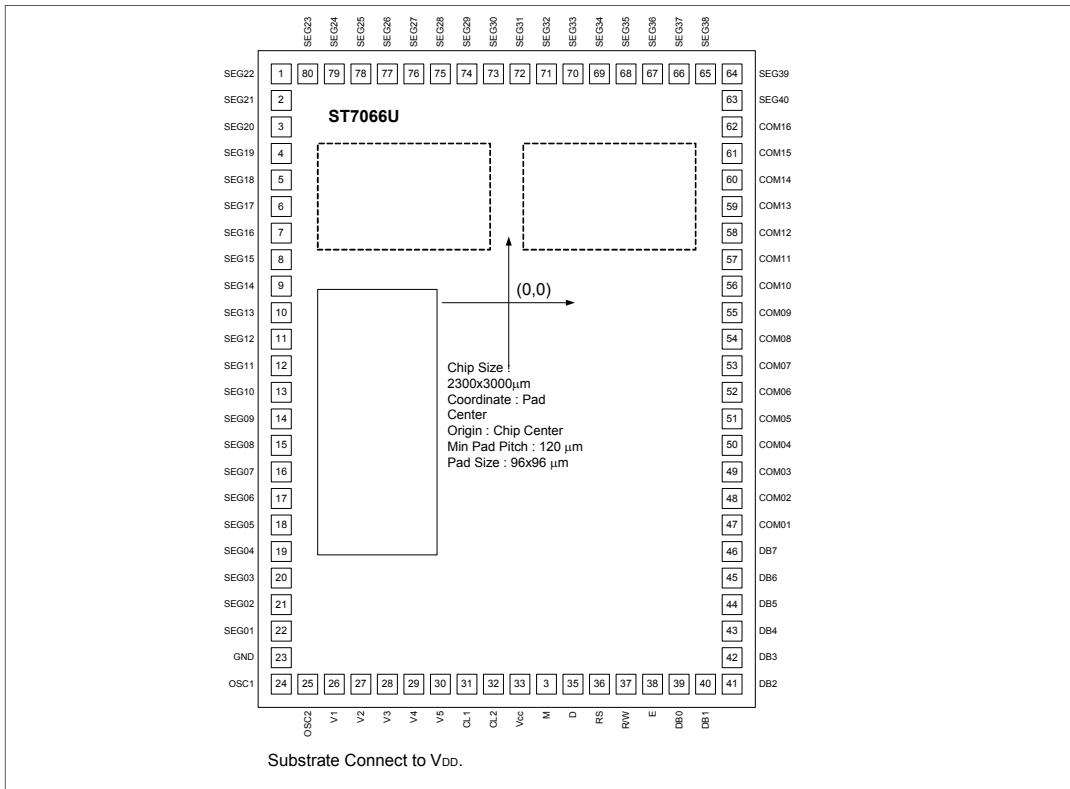 SEG23 SEG24 SEG25 SEG26 SEG27 SEG28 SEG29 SEG30 SEG31 SEG32 SEG33 SEG34 SEG35 SEG36 SEG37 SEG38
SEG22 1 80 79 78 77 76 75 74 73 72 71 70 69 68 67 66 65 64 SEG39
SEG21 2 63 SEG40
SEG20 3 ST7066U 62 COM16
SEG19 4 61 COM15
SEG18 5 60 COM14
SEG17 6 59 COM13
SEG16 7 58 COM12
SEG15 8 57 COM11
SEG14 9 (0,0) 56 COM10
SEG13 10 55 COM09
SEG12 11 54 COM08
SEG11 12 53 COM07
SEG10 13 52 COM06
SEG09 14 51 COM05
SEG08 15 50 COM04
SEG07 16 49 COM03
SEG06 17 48 COM02
SEG05 18 47 COM01
SEG04 19 46 DB7
SEG03 20 45 DB6
SEG02 21 44 DB5
SEG01 22 43 DB4
GND 23 42 DB3
OSC1 24 25 26 27 28 29 30 31 32 33 3 35 36 37 38 39 40 41 DB2
OSC2 V1 V2 V3 V4 V5 CL1 CL2 Vcc M D RS R/W E DB0 DB1
Chip Size :
2300x3000μm
Coordinate : Pad
Center
Origin : Chip Center
Min Pad Pitch : 120 μm
Pad Size : 96x96 μm
Substrate Connect to VDD.